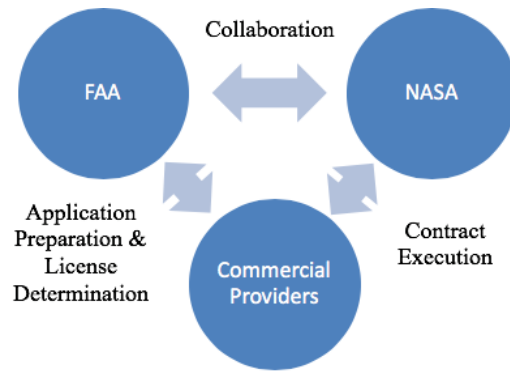 Collaboration
FAA
NASA
Application
Preparation &
License
Determination
Contract
Execution
Commercial
Providers